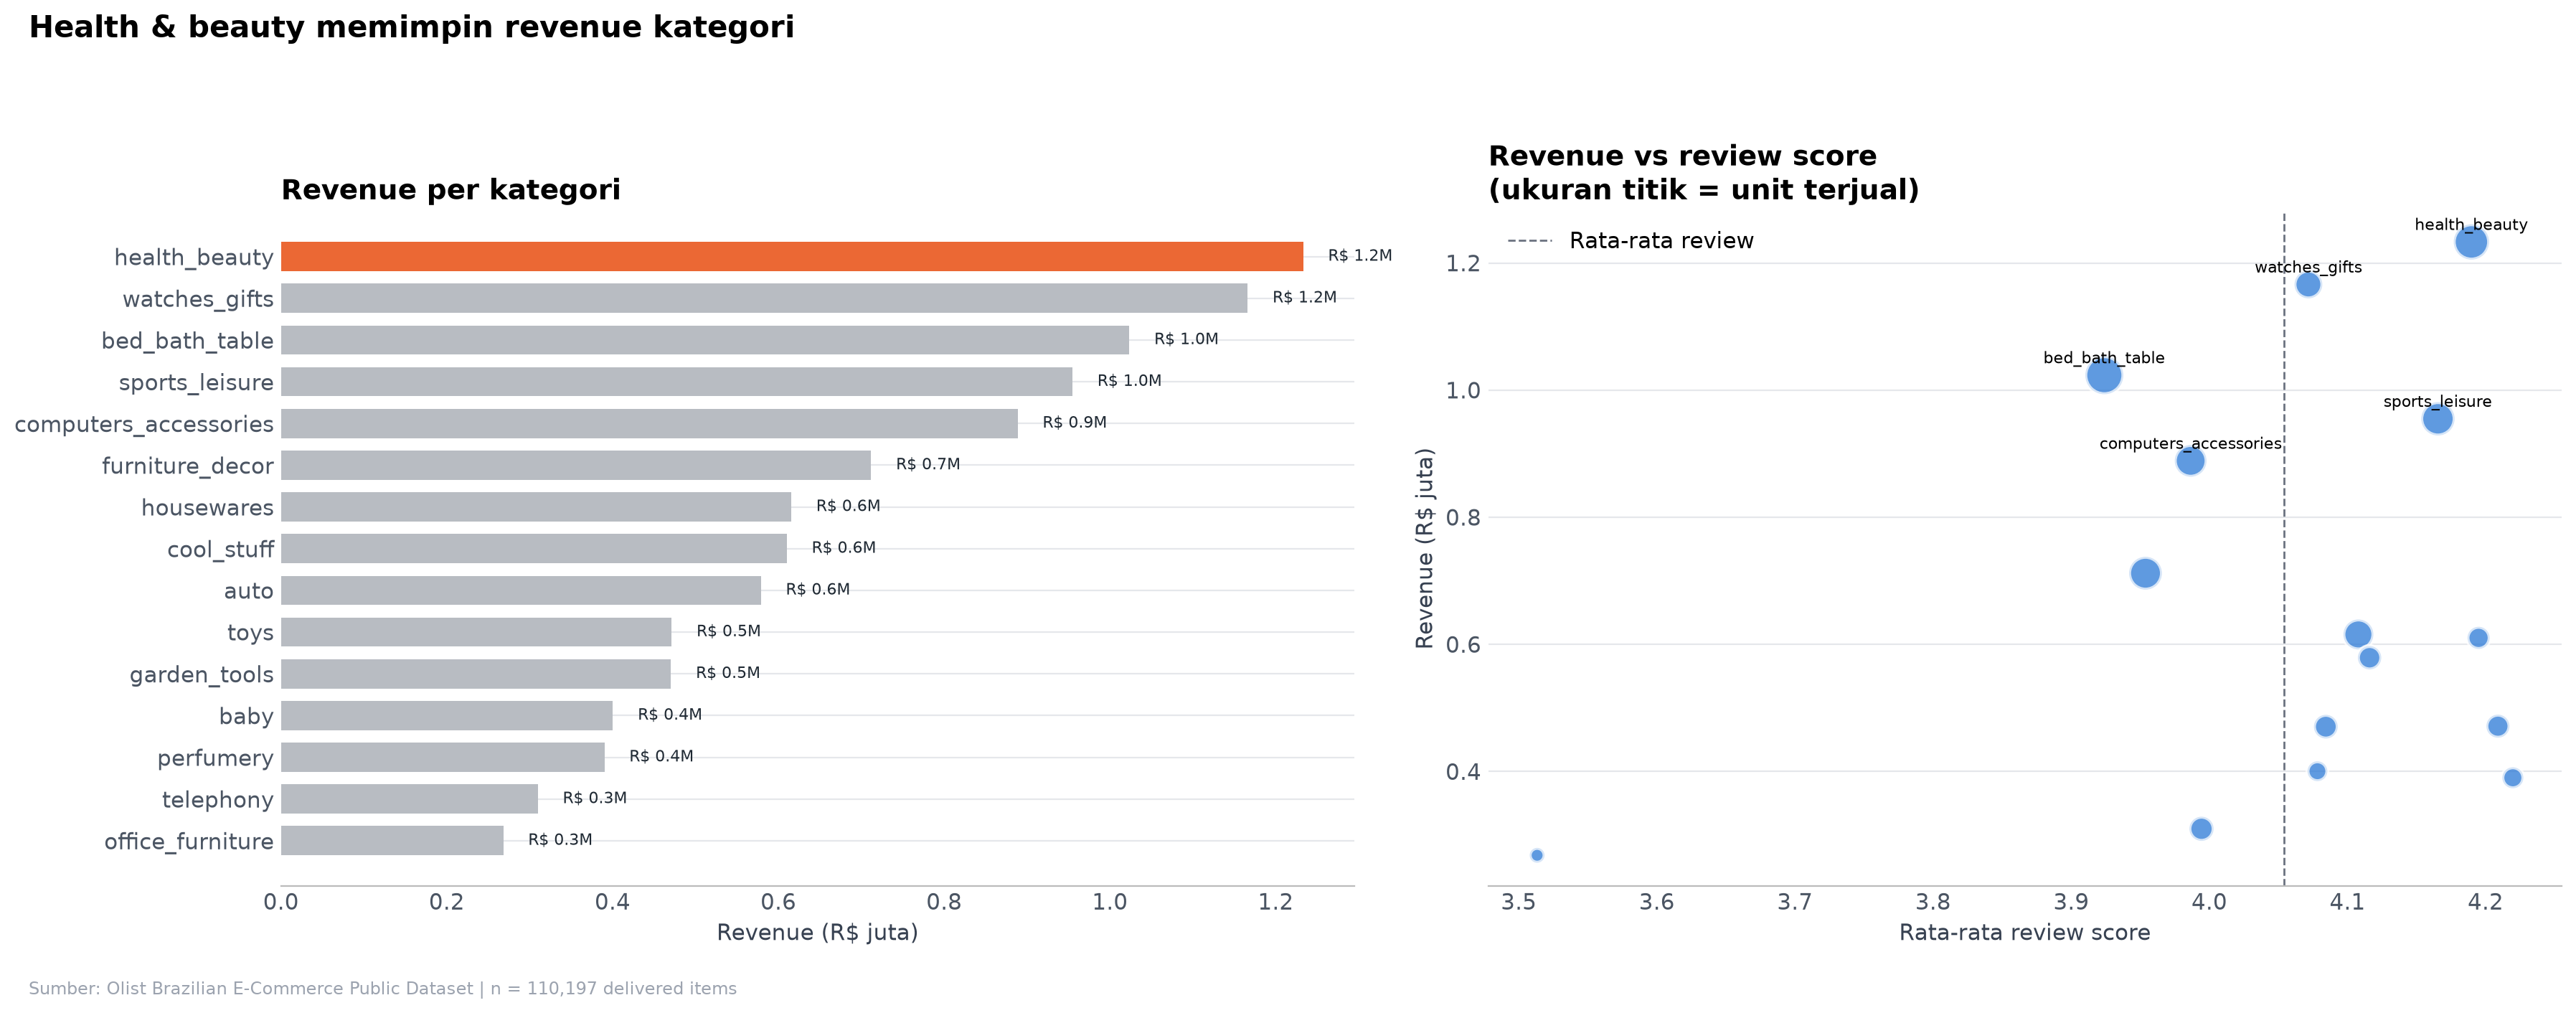 Health & beauty memimpin revenue kategori
Revenue per kategori
health_beauty
R$ 1.2M
watches_gifts
R$ 1.2M
bed_bath_table
R$ 1.0M
sports_leisure
R$ 1.0M
computers_accessories
R$ 0.9M
furniture_decor
R$ 0.7M
housewares
R$ 0.6M
cool_stuff
R$ 0.6M
auto
R$ 0.6M
toys
R$ 0.5M
garden_tools
R$ 0.5M
baby
R$ 0.4M
perfumery
R$ 0.4M
telephony
R$ 0.3M
office_furniture
R$ 0.3M
0.0 0.2 0.4 0.6 0.8 1.0 1.2
Revenue (R$ juta)
Revenue vs review score
(ukuran titik = unit terjual)
Rata-rata review
health_beauty
watches_gifts
bed_bath_table
sports_leisure
computers_accessories
Revenue (R$ juta)
1.2
1.0
0.8
0.6
0.4
3.5 3.6 3.7 3.8 3.9 4.0 4.1 4.2
Rata-rata review score
Sumber: Olist Brazilian E-Commerce Public Dataset | n = 110,197 delivered items